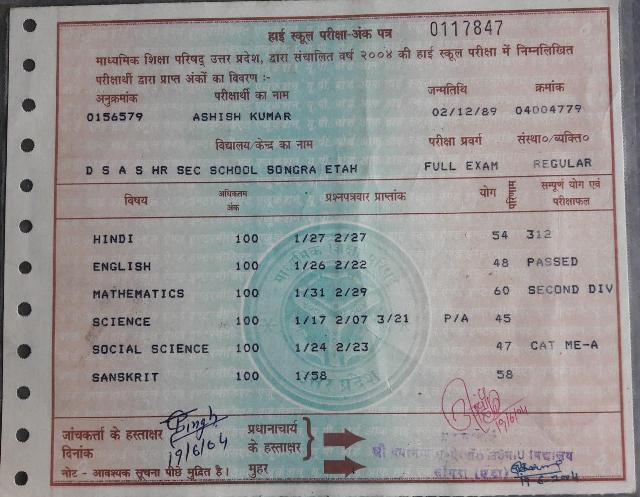 हाई स्कूल परीक्षा-अंक पत्र 0117847
माध्यमिक शिक्षा परिषद् उत्तर प्रदेश, द्वारा संचालित वर्ष २००४ की हाई स्कूल परीक्षा में निम्नलिखित
परीक्षार्थी द्वारा प्राप्त अंकों का विवरण :-
अनुक्रमांक परीक्षार्थी का नाम जन्मतिथि क्रमांक
0156579 ASHISH KUMAR 02/12/89 04004779
विद्यालय/केन्द्र का नाम परीक्षा प्रवर्ग संस्था०/व्यक्ति०
D S A S HR SEC SCHOOL SONGRA ETAH FULL EXAM REGULAR
विषय अधिकतम अंक प्रश्नपत्रवार प्राप्तांक योग परिणाम सम्पूर्ण योग एवं परीक्षाफल
HINDI 100 1/27 2/27 54 312
ENGLISH 100 1/26 2/22 48 PASSED
MATHEMATICS 100 1/31 2/29 60 SECOND DIV
SCIENCE 100 1/17 2/07 3/21 P/A 45
SOCIAL SCIENCE 100 1/24 2/23 47 CAT ME-A
SANSKRIT 100 1/58 58
जांचकर्ता के हस्ताक्षर Singh प्रधानाचार्य
दिनांक 19/6/04 के हस्ताक्षर 19/6/04
नोट - आवश्यक सूचना पीछे मुद्रित है। मुहर